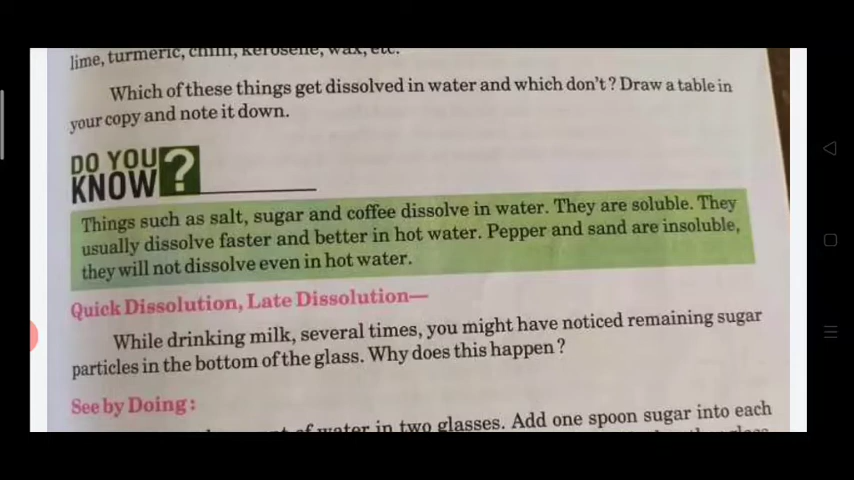 lime, turmeric, chilli, kerosene, wax, etc.
Which of these things get dissolved in water and which don't? Draw a table in
your copy and note it down.
DO YOU
KNOW ?
Things such as salt, sugar and coffee dissolve in water. They are soluble. They
usually dissolve faster and better in hot water. Pepper and sand are insoluble,
they will not dissolve even in hot water.
Quick Dissolution, Late Dissolution—
While drinking milk, several times, you might have noticed remaining sugar
particles in the bottom of the glass. Why does this happen?
See by Doing:
of water in two glasses. Add one spoon sugar into each